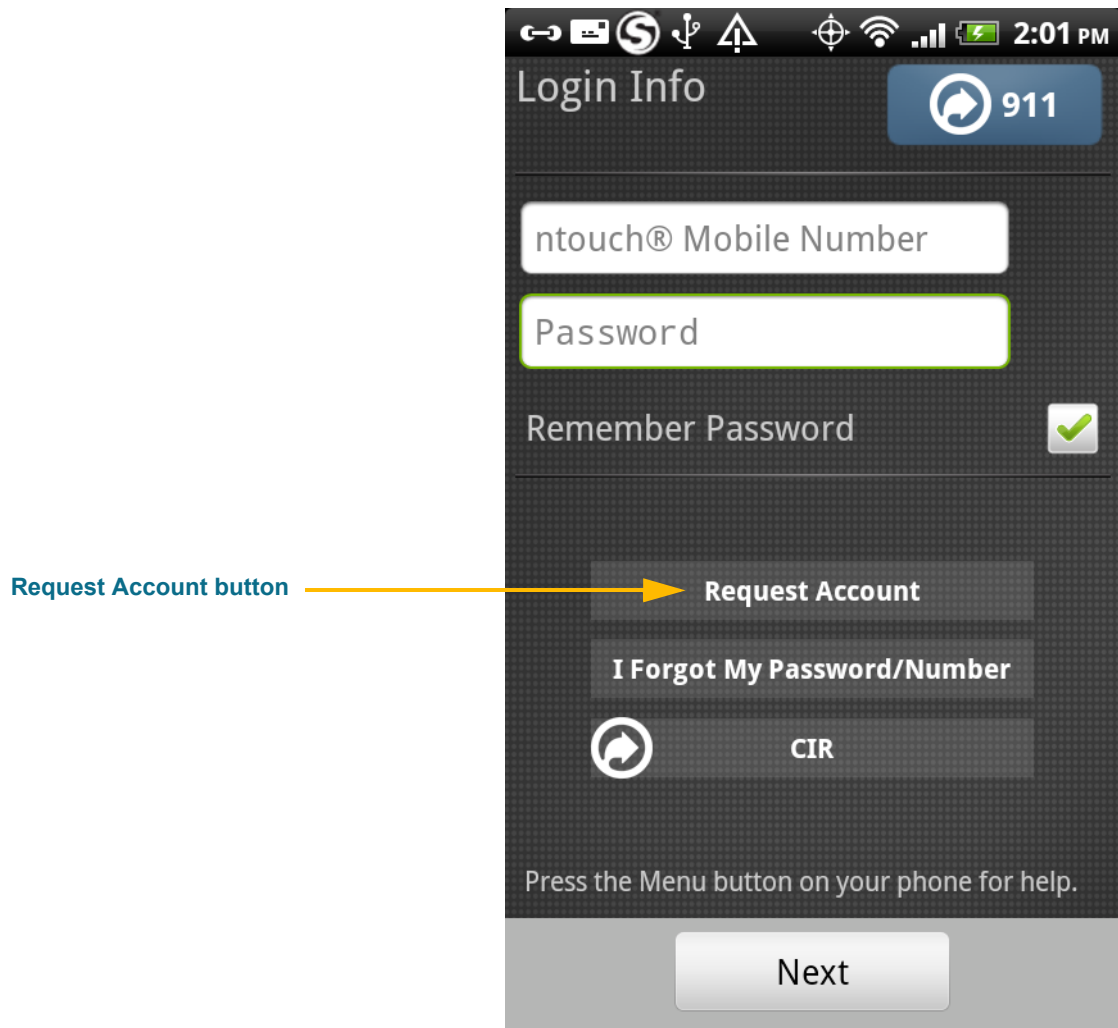 2:01 PM
Login Info
911
ntouch® Mobile Number
Password
Remember Password
Request Account button
Request Account
I Forgot My Password/Number
CIR
Press the Menu button on your phone for help.
Next